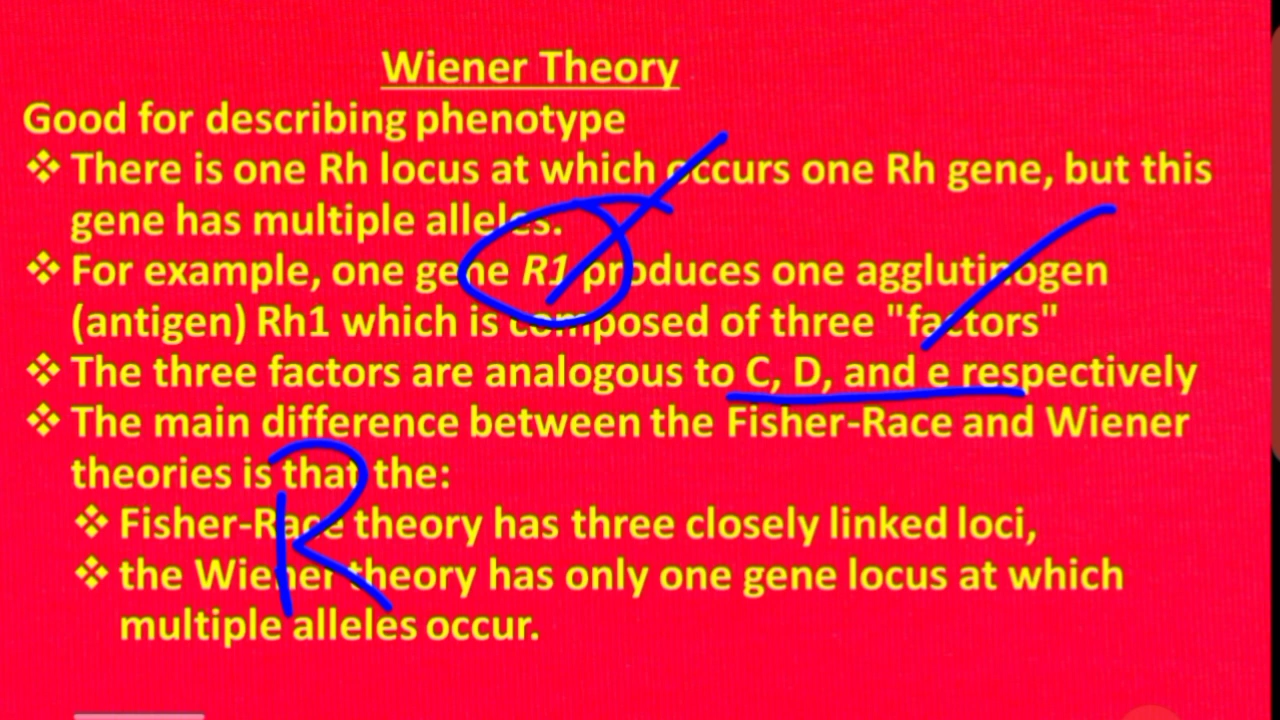 Wiener Theory
Good for describing phenotype
❖ There is one Rh locus at which occurs one Rh gene, but this
gene has multiple alleles.
❖ For example, one gene R1 produces one agglutinogen
(antigen) Rh1 which is composed of three "factors"
❖ The three factors are analogous to C, D, and e respectively
❖ The main difference between the Fisher-Race and Wiener
theories is that the:
❖ Fisher-Race theory has three closely linked loci,
R
❖ the Wiener theory has only one gene locus at which
multiple alleles occur.